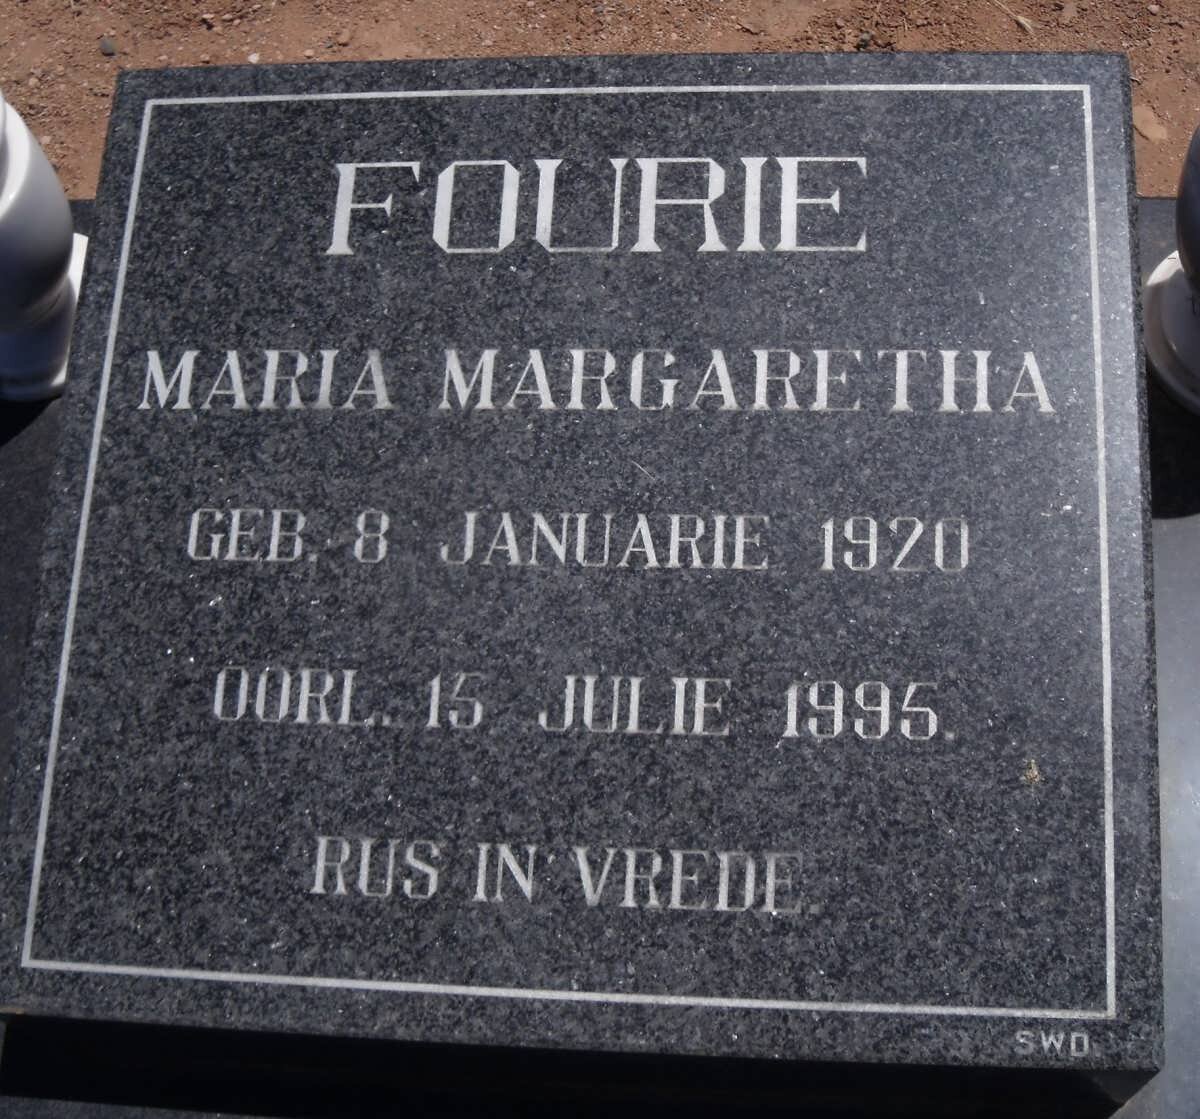 FOURIE
MARIA MARGARETHA
GEB. 8 JANUARIE 1920
OORL. 15 JULIE 1995.
RUS IN VREDE.
SWD.